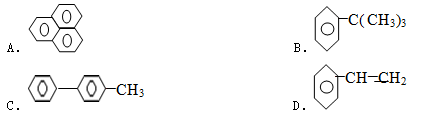 A.
B. C(CH3)3
C. CH3
D. CH=CH2